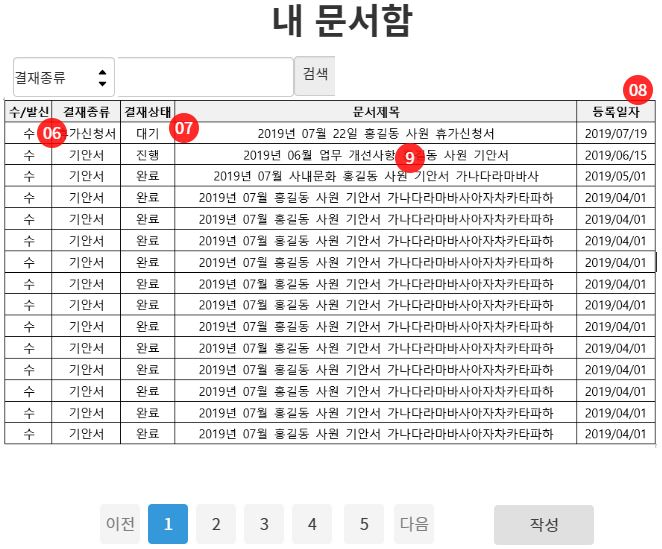 내 문서함
결재종류 검색
08
수/발신 결재종류 결재상태 문서제목 등록일자
06 07
수 가신청서 대기 2019년 07월 22일 홍길동 사원 휴가신청서 2019/07/19
수 기안서 진행 2019년 06월 업무 개선사항 9 동 사원 기안서 2019/06/15
수 기안서 완료 2019년 07월 사내문화 홍길동 사원 기안서 가나다라마바사 2019/05/01
수 기안서 완료 2019년 07월 홍길동 사원 기안서 가나다라마바사아자차카타파하 2019/04/01
수 기안서 완료 2019년 07월 홍길동 사원 기안서 가나다라마바사아자차카타파하 2019/04/01
수 기안서 완료 2019년 07월 홍길동 사원 기안서 가나다라마바사아자차카타파하 2019/04/01
수 기안서 완료 2019년 07월 홍길동 사원 기안서 가나다라마바사아자차카타파하 2019/04/01
수 기안서 완료 2019년 07월 홍길동 사원 기안서 가나다라마바사아자차카타파하 2019/04/01
수 기안서 완료 2019년 07월 홍길동 사원 기안서 가나다라마바사아자차카타파하 2019/04/01
수 기안서 완료 2019년 07월 홍길동 사원 기안서 가나다라마바사아자차카타파하 2019/04/01
수 기안서 완료 2019년 07월 홍길동 사원 기안서 가나다라마바사아자차카타파하 2019/04/01
수 기안서 완료 2019년 07월 홍길동 사원 기안서 가나다라마바사아자차카타파하 2019/04/01
수 기안서 완료 2019년 07월 홍길동 사원 기안서 가나다라마바사아자차카타파하 2019/04/01
수 기안서 완료 2019년 07월 홍길동 사원 기안서 가나다라마바사아자차카타파하 2019/04/01
수 기안서 완료 2019년 07월 홍길동 사원 기안서 가나다라마바사아자차카타파하 2019/04/01
이전 1 2 3 4 5 다음 작성